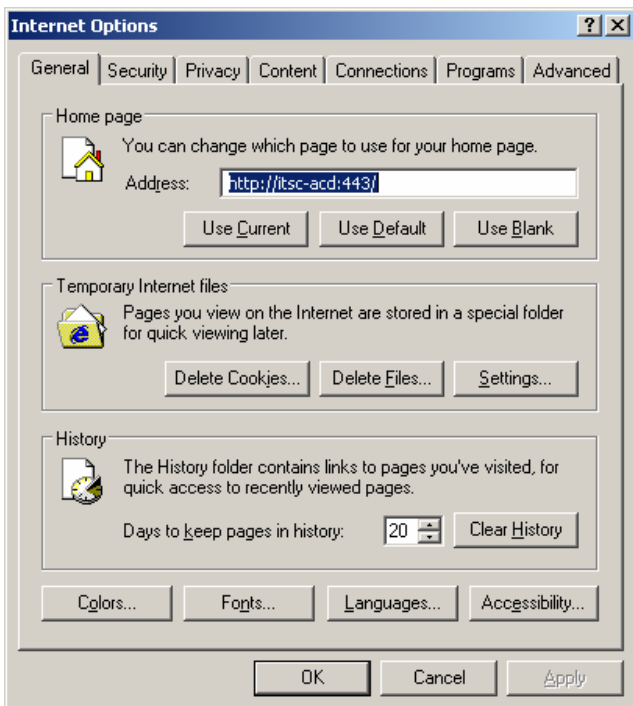 Internet Options
General Security Privacy Content Connections Programs Advanced
Home page
You can change which page to use for your home page.
Address: http://itsc-acd:443/
Use Current Use Default Use Blank
Temporary Internet files
Pages you view on the Internet are stored in a special folder
for quick viewing later.
Delete Cookies... Delete Files... Settings...
History
The History folder contains links to pages you've visited, for
quick access to recently viewed pages.
Days to keep pages in history: 20 Clear History
Colors... Fonts... Languages... Accessibility...
OK Cancel Apply